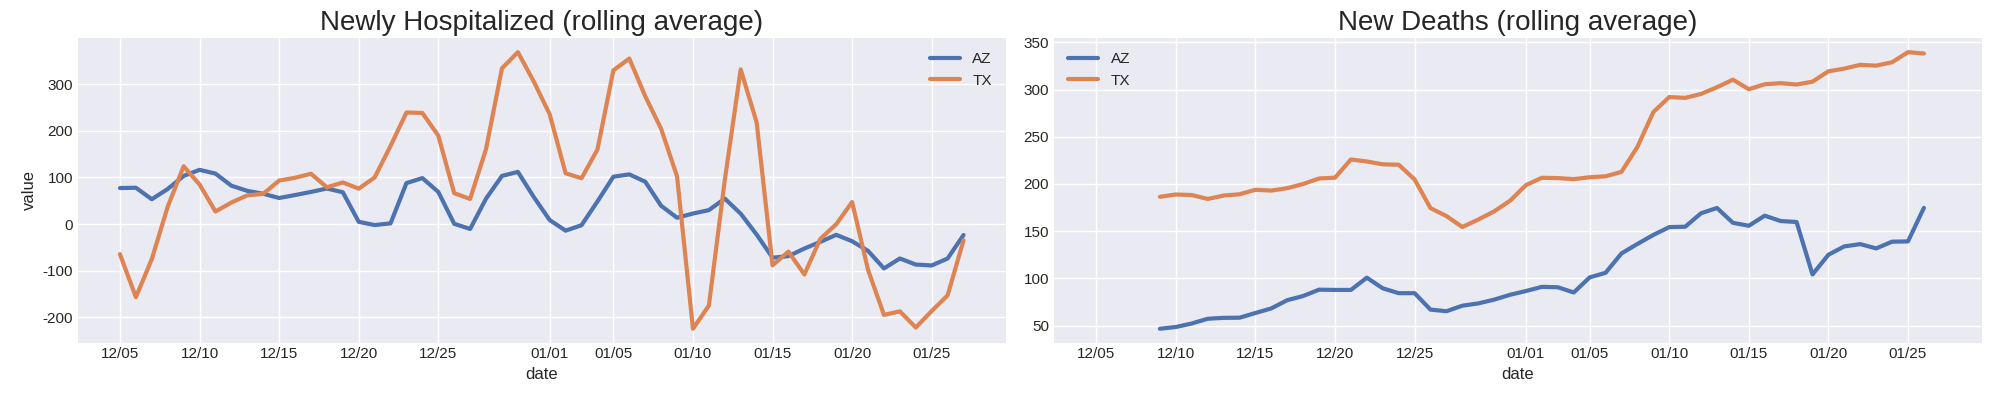 Newly Hospitalized (rolling average)
value
300
200
100
0
-100
-200
AZ
TX
12/05 12/10 12/15 12/20 12/25 01/01 01/05 01/10 01/15 01/20 01/25
date
New Deaths (rolling average)
350
300
250
200
150
100
50
AZ
TX
12/05 12/10 12/15 12/20 12/25 01/01 01/05 01/10 01/15 01/20 01/25
date